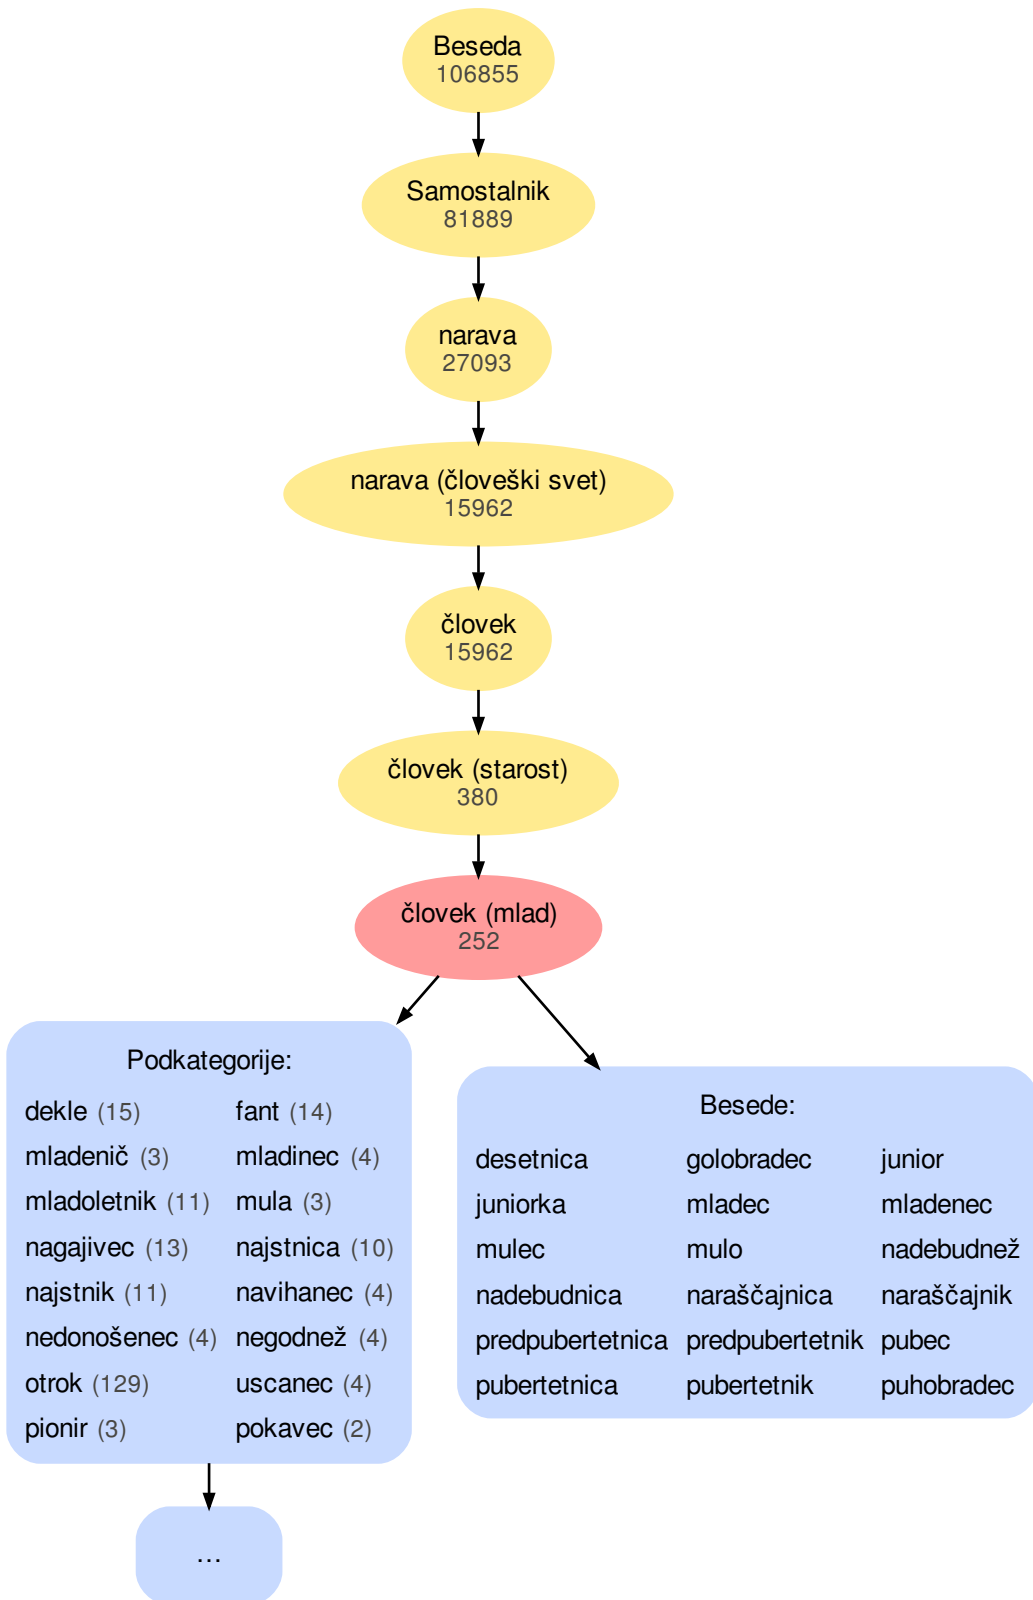 Beseda
106855
Samostalnik
81889
narava
27093
narava (človeški svet)
15962
človek
15962
človek (starost)
380
človek (mlad)
252
Podkategorije:
dekle (15) fant (14)
mladenič (3) mladinec (4)
mladoletnik (11) mula (3)
nagajivec (13) najstnica (10)
najstnik (11) navihanec (4)
nedonošenec (4) negodnež (4)
otrok (129) uscanec (4)
pionir (3) pokavec (2)
...
Besede:
desetnica golobradec junior
juniorka mladec mladenec
mulec mulo nadebudnež
nadebudnica naraščajnica naraščajnik
predpubertetnica predpubertetnik pubec
pubertetnica pubertetnik puhobradec